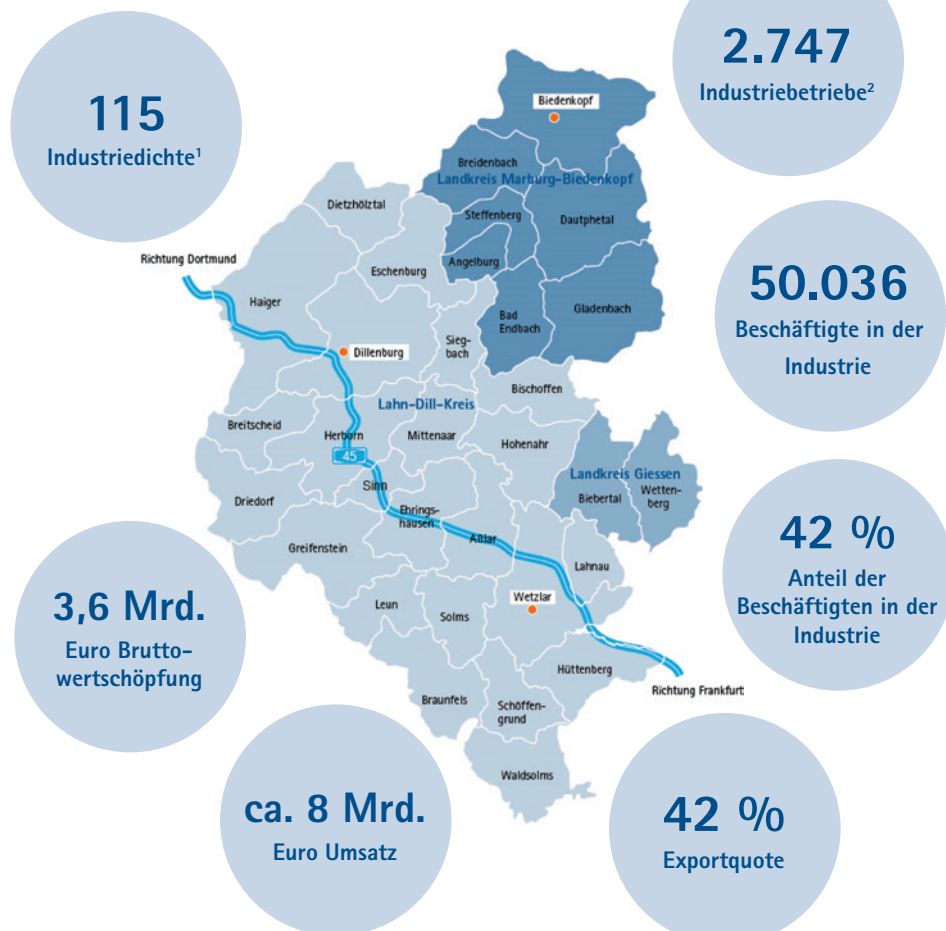 115
Industriedichte¹
2.747
Industriebetriebe²
Biedenkopf
Breidenbach
Landkreis Marburg-Biedenkopf
Dietzhölztal
Steffenberg
Dautphetal
Richtung Dortmund
Angelburg
Eschenburg
Haiger
Bad
Endbach
Gladenbach
50.036
Beschäftigte in der
Industrie
Dillenburg
Sieg-
bach
Bischoffen
Lahn-Dill-Kreis
Breitscheid
Herborn
Mittenaar
Hohenahr
45
Landkreis Giessen
Sinn
Biebertal
Wetten-
berg
Driedorf
Ehrings-
hausen
Aßlar
Greifenstein
Lahnau
42 %
Anteil der
Beschäftigten in der
Industrie
3,6 Mrd.
Euro Brutto-
wertschöpfung
Leun
Solms
Wetzlar
Hüttenberg
Richtung Frankfurt
Braunfels
Schöffen-
grund
Waldsolms
ca. 8 Mrd.
Euro Umsatz
42 %
Exportquote